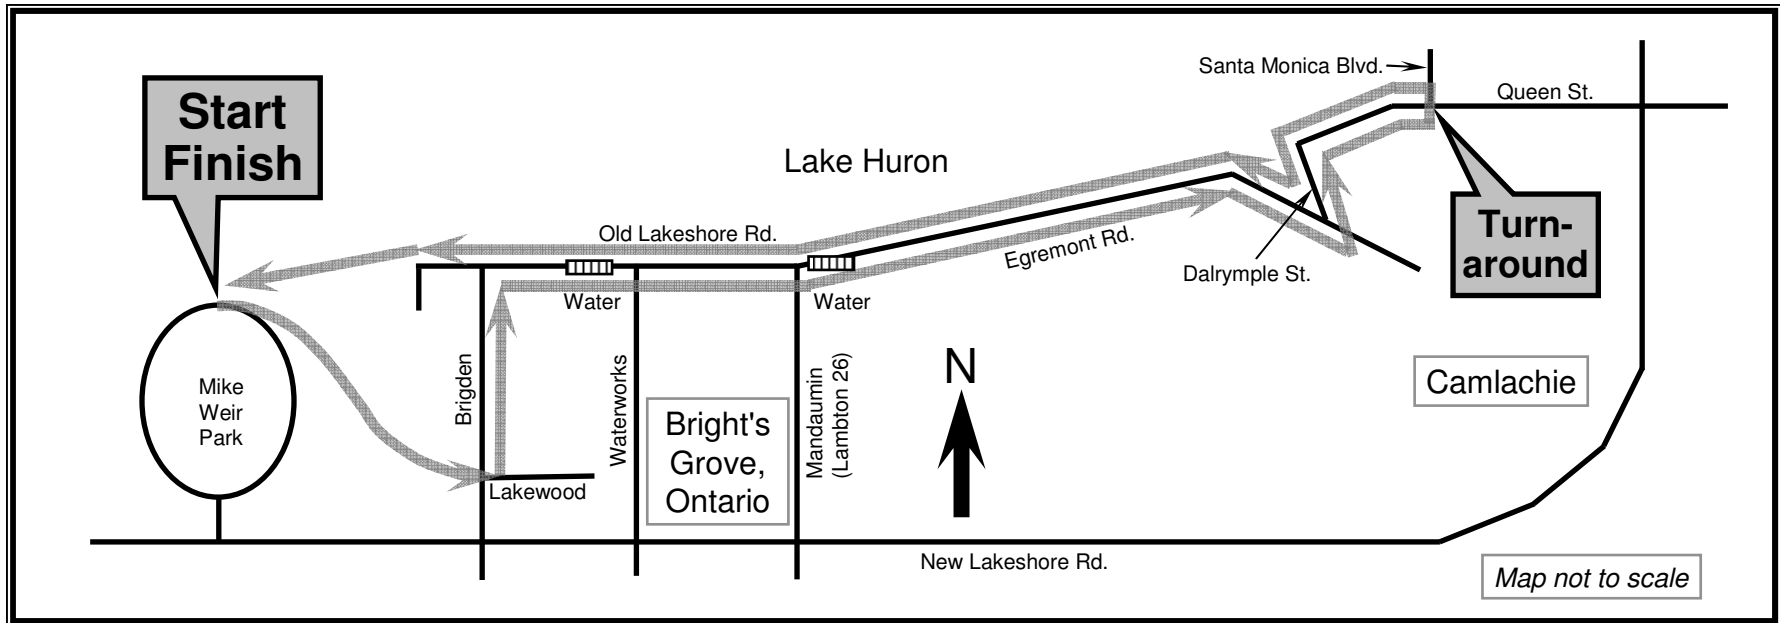 Santa Monica Blvd.
Queen St.
Start
Finish
Lake Huron
Old Lakeshore Rd.
Egremont Rd.
Dalrymple St.
Turn-
around
Water
Water
Mike
Weir
Park
Brigden
Waterworks
Mandaumin
(Lambton 26)
N
Bright's
Grove,
Ontario
Camlachie
Lakewood
New Lakeshore Rd.
Map not to scale